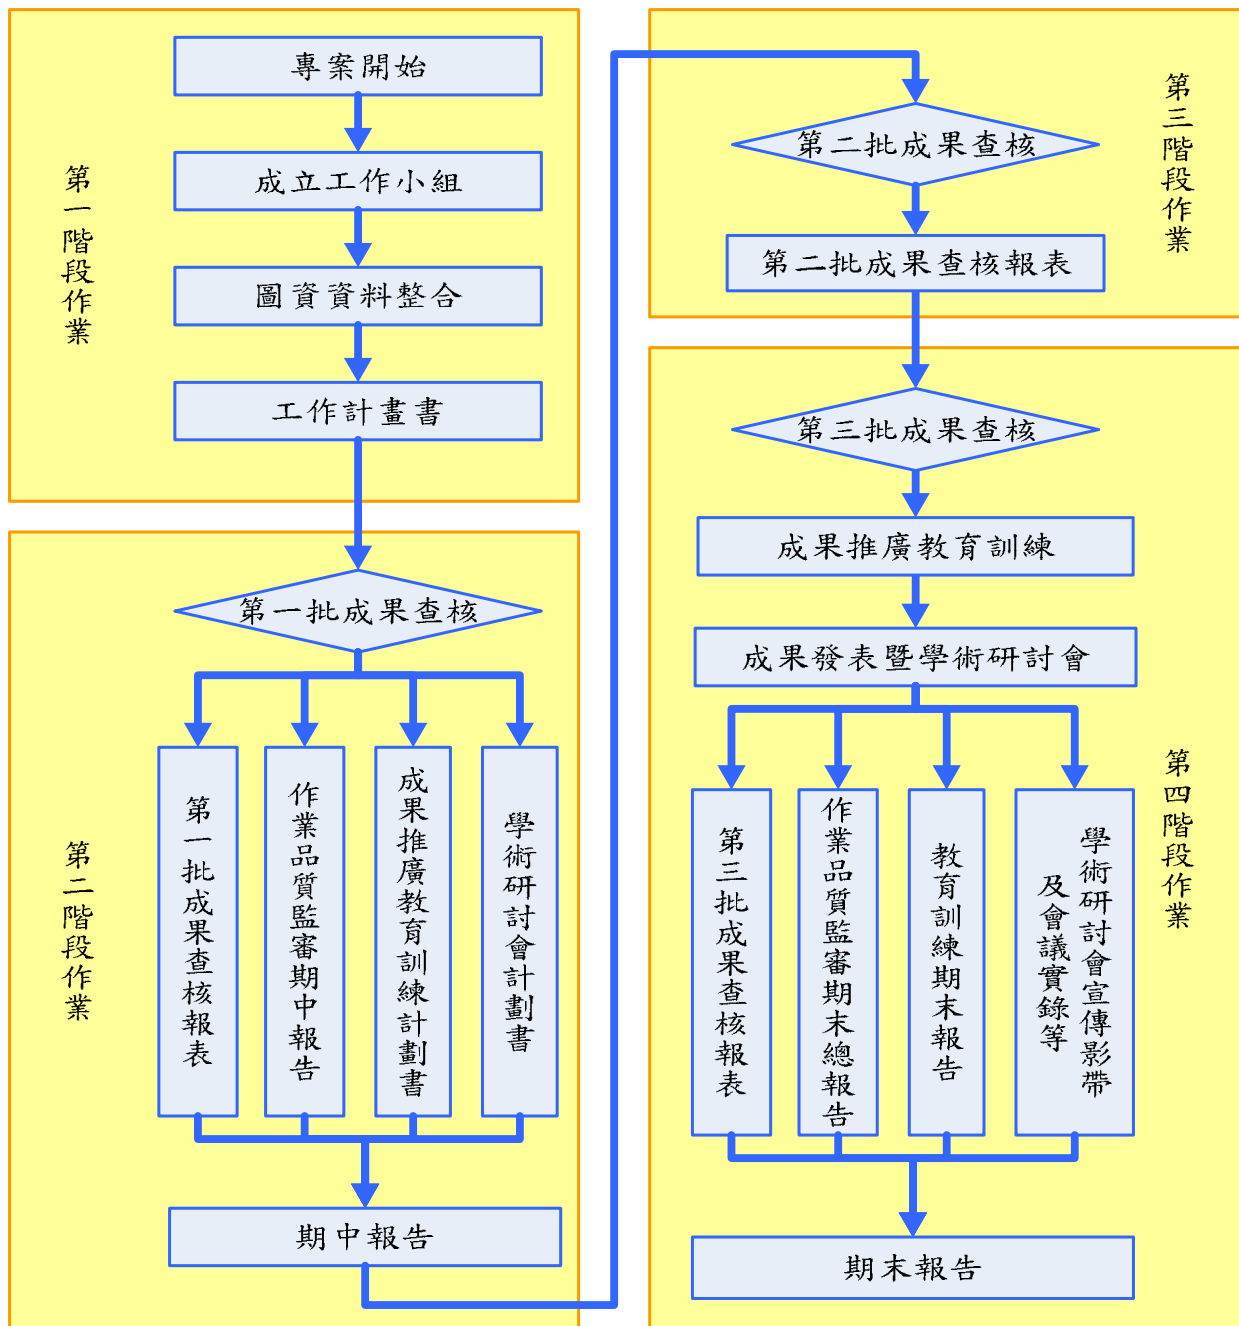 第一階段作業
專案開始
成立工作小組
圖資資料整合
工作計畫書
第二階段作業
第一批成果查核
第一批成果查核報表
作業品質監審期中報告
成果推廣教育訓練計劃書
學術研討會計劃書
期中報告
第三階段作業
第二批成果查核
第二批成果查核報表
第四階段作業
第三批成果查核
成果推廣教育訓練
成果發表暨學術研討會
第三批成果查核報表
作業品質監審期末總報告
教育訓練期末報告
學術研討會宣傳影帶
及會議實錄等
期末報告